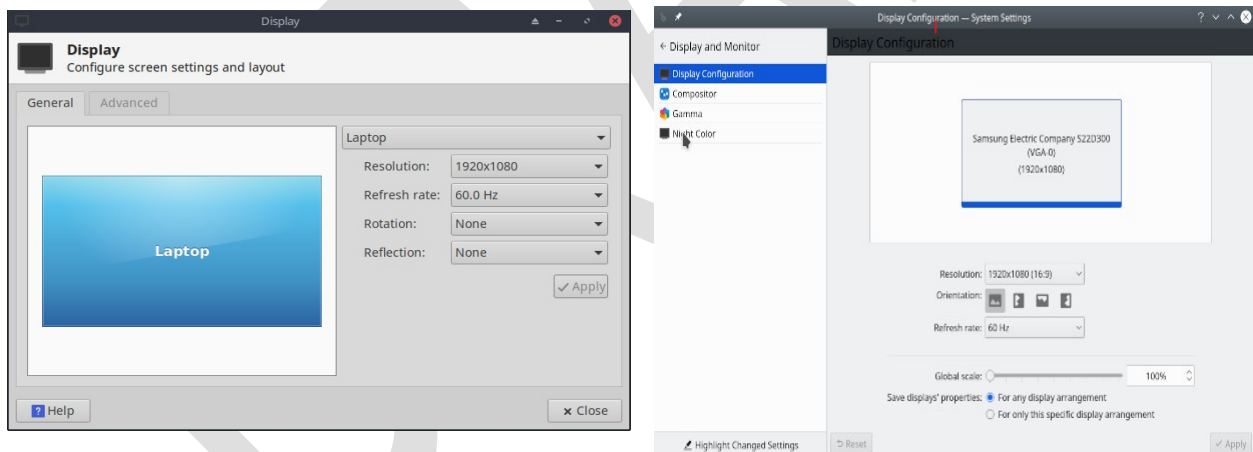 Display
Display
Configure screen settings and layout
General Advanced
Laptop
Laptop
Resolution: 1920x1080
Refresh rate: 60.0 Hz
Rotation: None
Reflection: None
Apply
Help
Close
Display Configuration — System Settings
Display and Monitor
Display Configuration
Compositor
Gamma
Night Color
Display Configuration
Samsung Electric Company S22D300
(VGA-0)
(1920x1080)
Resolution: 1920x1080 (16:9)
Orientation:
Refresh rate: 60 Hz
Global scale: 100%
Save displays' properties: For any display arrangement
For only this specific display arrangement
Highlight Changed Settings
Reset
Apply